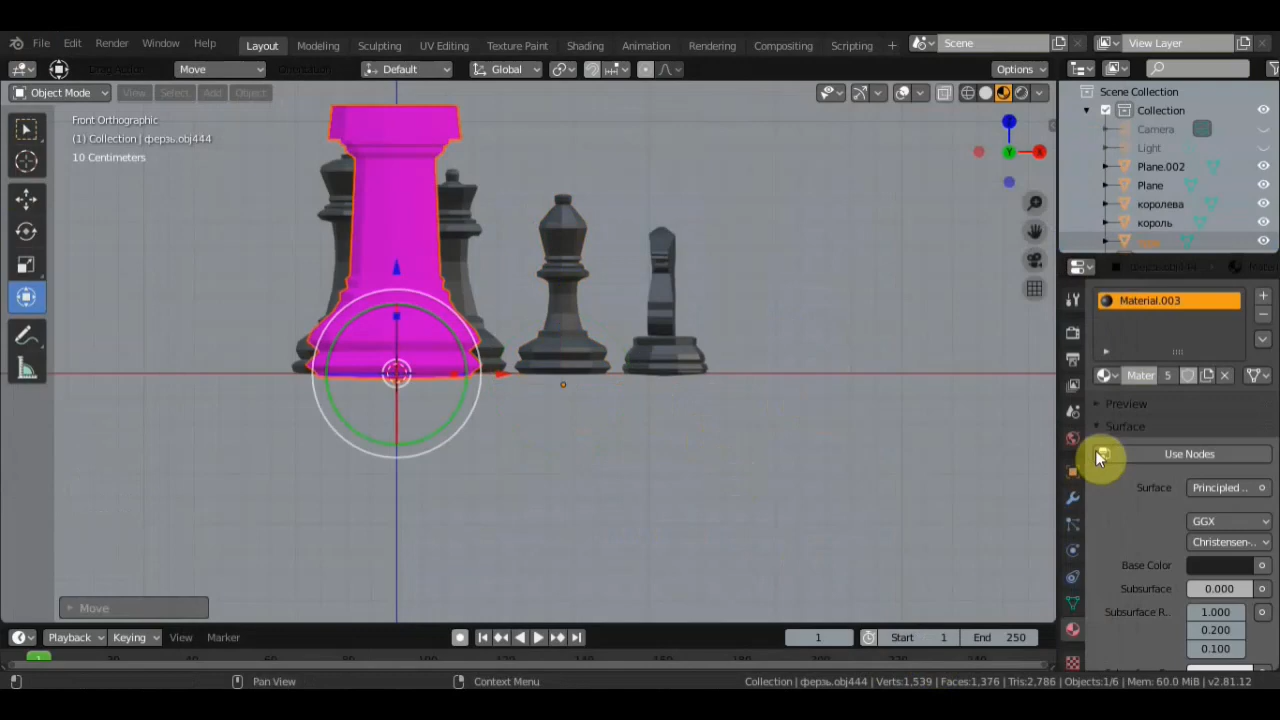 File Edit Render Window Help Layout Modeling Sculpting UV Editing Texture Paint Shading Animation Rendering Compositing Scripting + Scene View Layer
Move Default Global Options
Object Mode View Select Add Object
Front Orthographic
(1) Collection | ферзь.obj444
10 Centimeters
Z
Y
Scene Collection
Collection
Camera
Light
Plane.002
Plane
королева
король
Material.003
Mater 5
Preview
Surface
Use Nodes
Surface Principled ..
GGX
Christensen-..
Base Color
Subsurface 0.000
Subsurface R.. 1.000
0.200
0.100
Move
Playback Keying View Marker 1 Start 1 End 250
1
Pan View Context Menu Collection | ферзь.obj444 | Verts:1,539 | Faces:1,376 | Tris:2,786 | Objects:1/6 | Mem: 60.0 MiB | v2.81.12